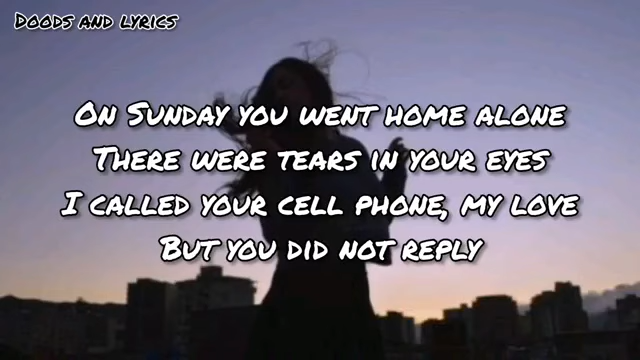 Doods and lyrics
On Sunday you went home alone
There were tears in your eyes
I called your cell phone, my love
But you did not reply